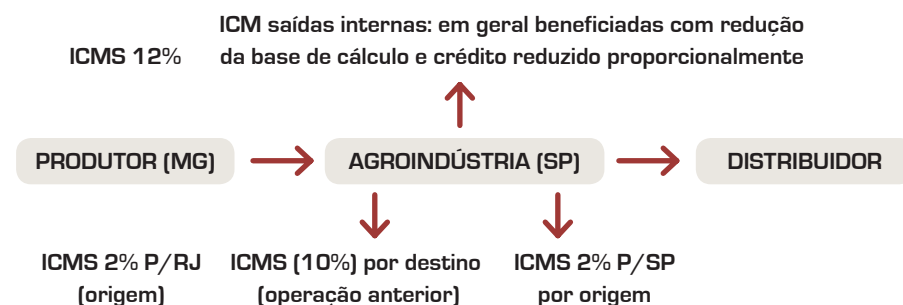 ICM saídas internas: em geral beneficiadas com redução
ICMS 12%
da base de cálculo e crédito reduzido proporcionalmente
PRODUTOR (MG)
AGROINDÚSTRIA (SP)
DISTRIBUIDOR
ICMS 2% P/RJ
(origem)
ICMS (10%) por destino
(operação anterior)
ICMS 2% P/SP
por origem